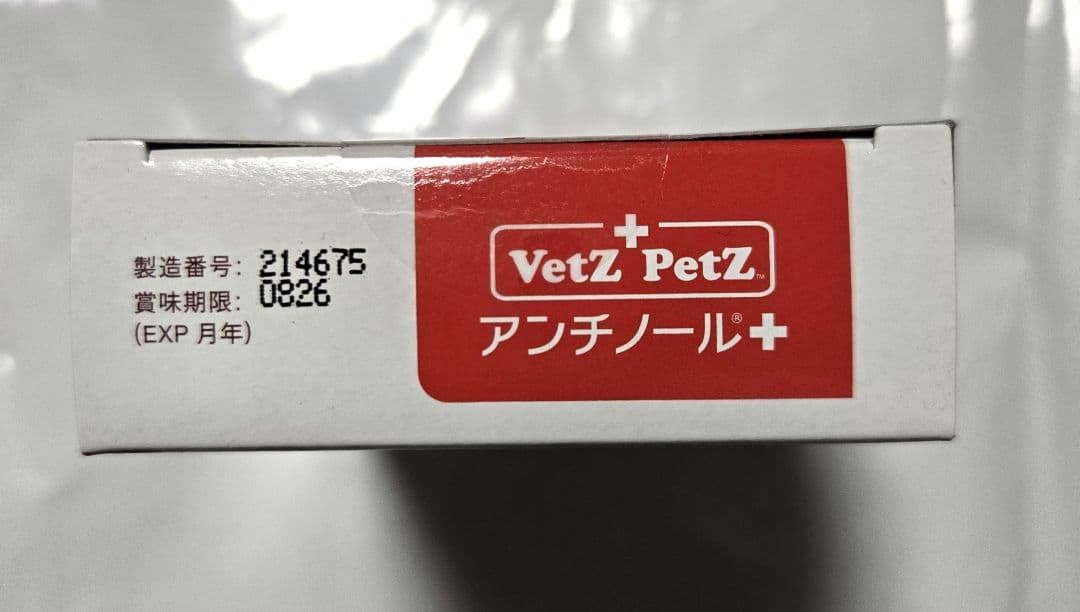 製造番号: 214675
賞味期限: 0826
(EXP 月年)
VetZ PetZ™
アンチノール®+